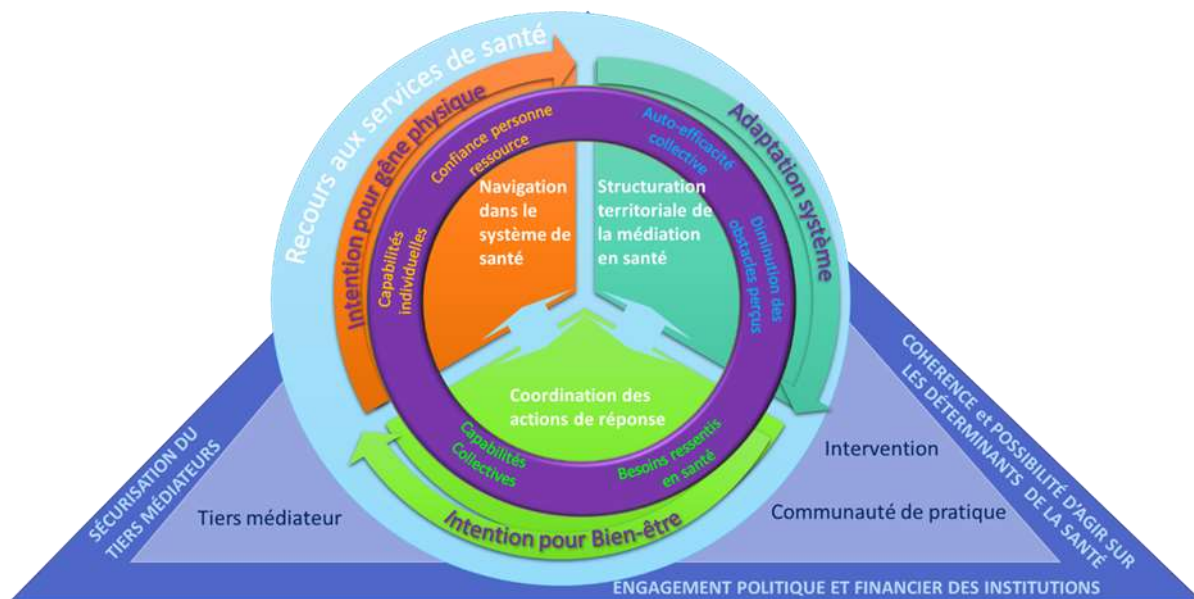 Recours aux services de santé
Intention pour gêne physique
Adaptation système
Confiance personne
ressource
Auto-efficacité
collective
Capabilités
individuelles
Diminution des
obstacles perçus
Navigation
dans le
système de
santé
Structuration
territoriale de
la médiation
en santé
Coordination des
actions de réponse
Capabilités
Collectives
Besoins ressentis
en santé
Intention pour Bien-être
SÉCURISATION DU
TIERS MÉDIATEURS
Tiers médiateur
Intervention
Communauté de pratique
COHERENCE et POSSIBILITÉ D'AGIR SUR
LES DÉTERMINANTS DE LA SANTÉ
ENGAGEMENT POLITIQUE ET FINANCIER DES INSTITUTIONS